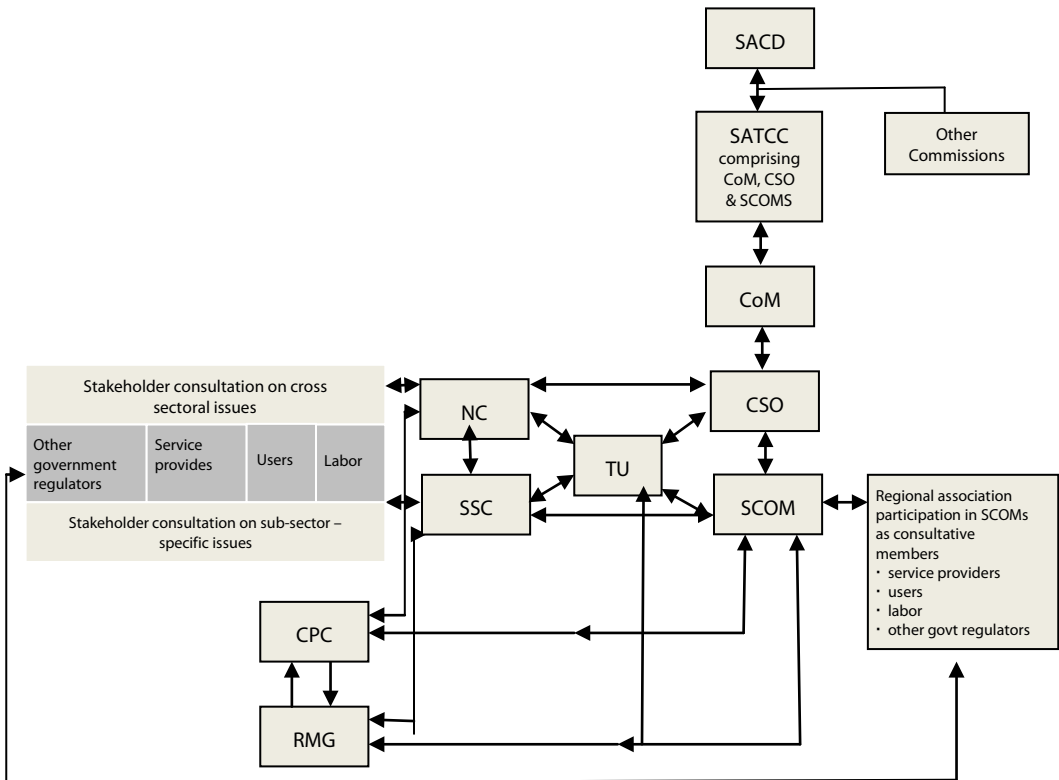 SACD
SATCC
comprising
CoM, CSO
& SCOMS
Other
Commissions
CoM
Stakeholder consultation on cross
sectoral issues
Other
government
regulators
Service
provides
Users
Labor
Stakeholder consultation on sub-sector –
specific issues
NC
SSC
TU
CSO
SCOM
Regional association
participation in SCOMs
as consultative
members
· service providers
· users
· labor
· other govt regulators
CPC
RMG